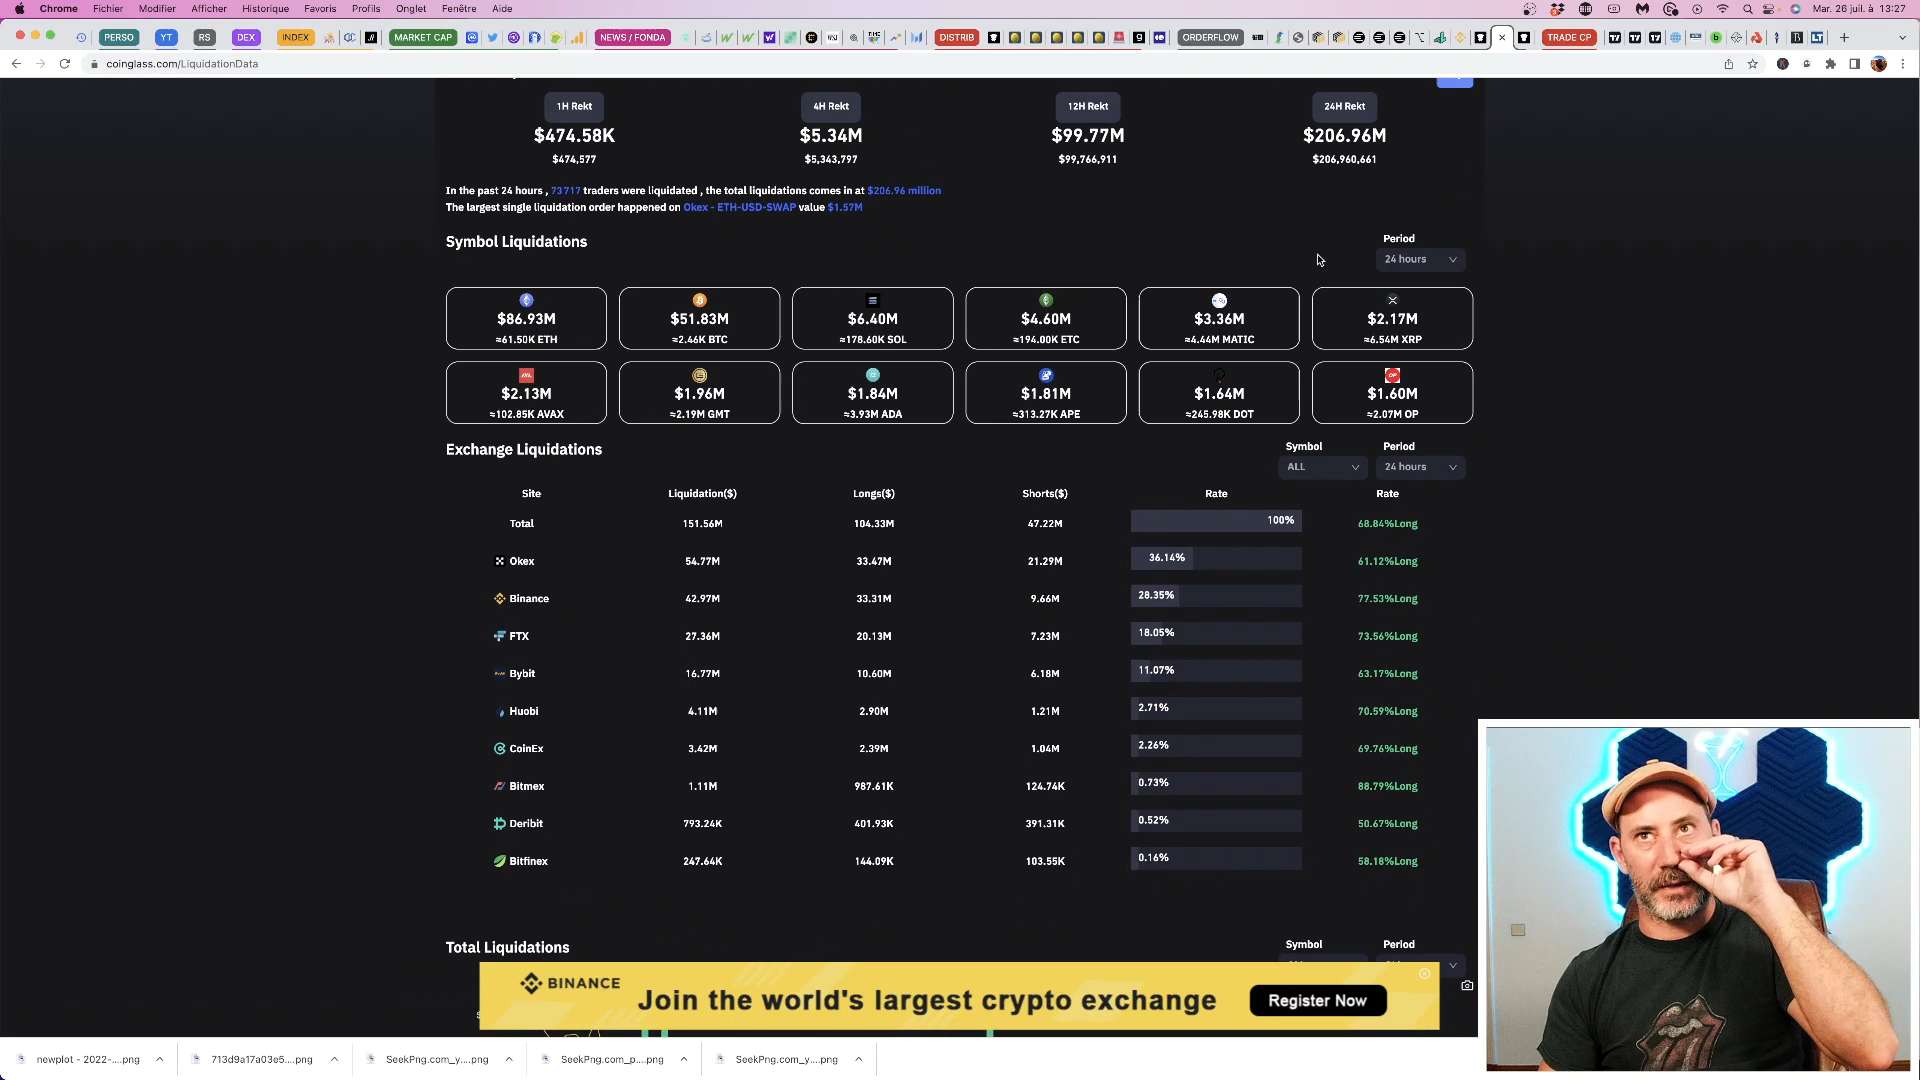 Chrome Fichier Modifier Afficher Historique Favoris Profils Onglet Fenêtre Aide Mar. 26 juil. à 13:27
PERSO YT RS DEX INDEX MARKET CAP NEWS / FONDA DISTRIB ORDERFLOW TRADE CP
coinglass.com/LiquidationData
1H Rekt 4H Rekt 12H Rekt 24H Rekt
$474.58K $5.34M $99.77M $206.96M
$474,577 $5,343,797 $99,766,911 $206,960,661
In the past 24 hours , 73717 traders were liquidated , the total liquidations comes in at $206.96 million
The largest single liquidation order happened on Okex - ETH-USD-SWAP value $1.57M
Symbol Liquidations
Period
24 hours
$86.93M $51.83M $6.40M $4.60M $3.36M $2.17M
≈61.50K ETH ≈2.46K BTC ≈178.60K SOL ≈194.00K ETC ≈4.44M MATIC ≈6.54M XRP
$2.13M $1.96M $1.84M $1.81M $1.64M $1.60M
≈102.85K AVAX ≈2.19M GMT ≈3.93M ADA ≈313.27K APE ≈245.98K DOT ≈2.07M OP
Exchange Liquidations
Symbol Period
ALL 24 hours
Site Liquidation($) Longs($) Shorts($) Rate Rate
Total 151.56M 104.33M 47.22M 100% 68.84%Long
Okex 54.77M 33.47M 21.29M 36.14% 61.12%Long
Binance 42.97M 33.31M 9.66M 28.35% 77.53%Long
FTX 27.36M 20.13M 7.23M 18.05% 73.56%Long
Bybit 16.77M 10.60M 6.18M 11.07% 63.17%Long
Huobi 4.11M 2.90M 1.21M 2.71% 70.59%Long
CoinEx 3.42M 2.39M 1.04M 2.26% 69.76%Long
Bitmex 1.11M 987.61K 124.74K 0.73% 88.79%Long
Deribit 793.24K 401.93K 391.31K 0.52% 50.67%Long
Bitfinex 247.64K 144.09K 103.55K 0.16% 58.18%Long
Total Liquidations
Symbol Period
BINANCE Join the world's largest crypto exchange Register Now
newplot - 2022-....png 713d9a17a03e5....png SeekPng.com_y....png SeekPng.com_p....png SeekPng.com_y....png